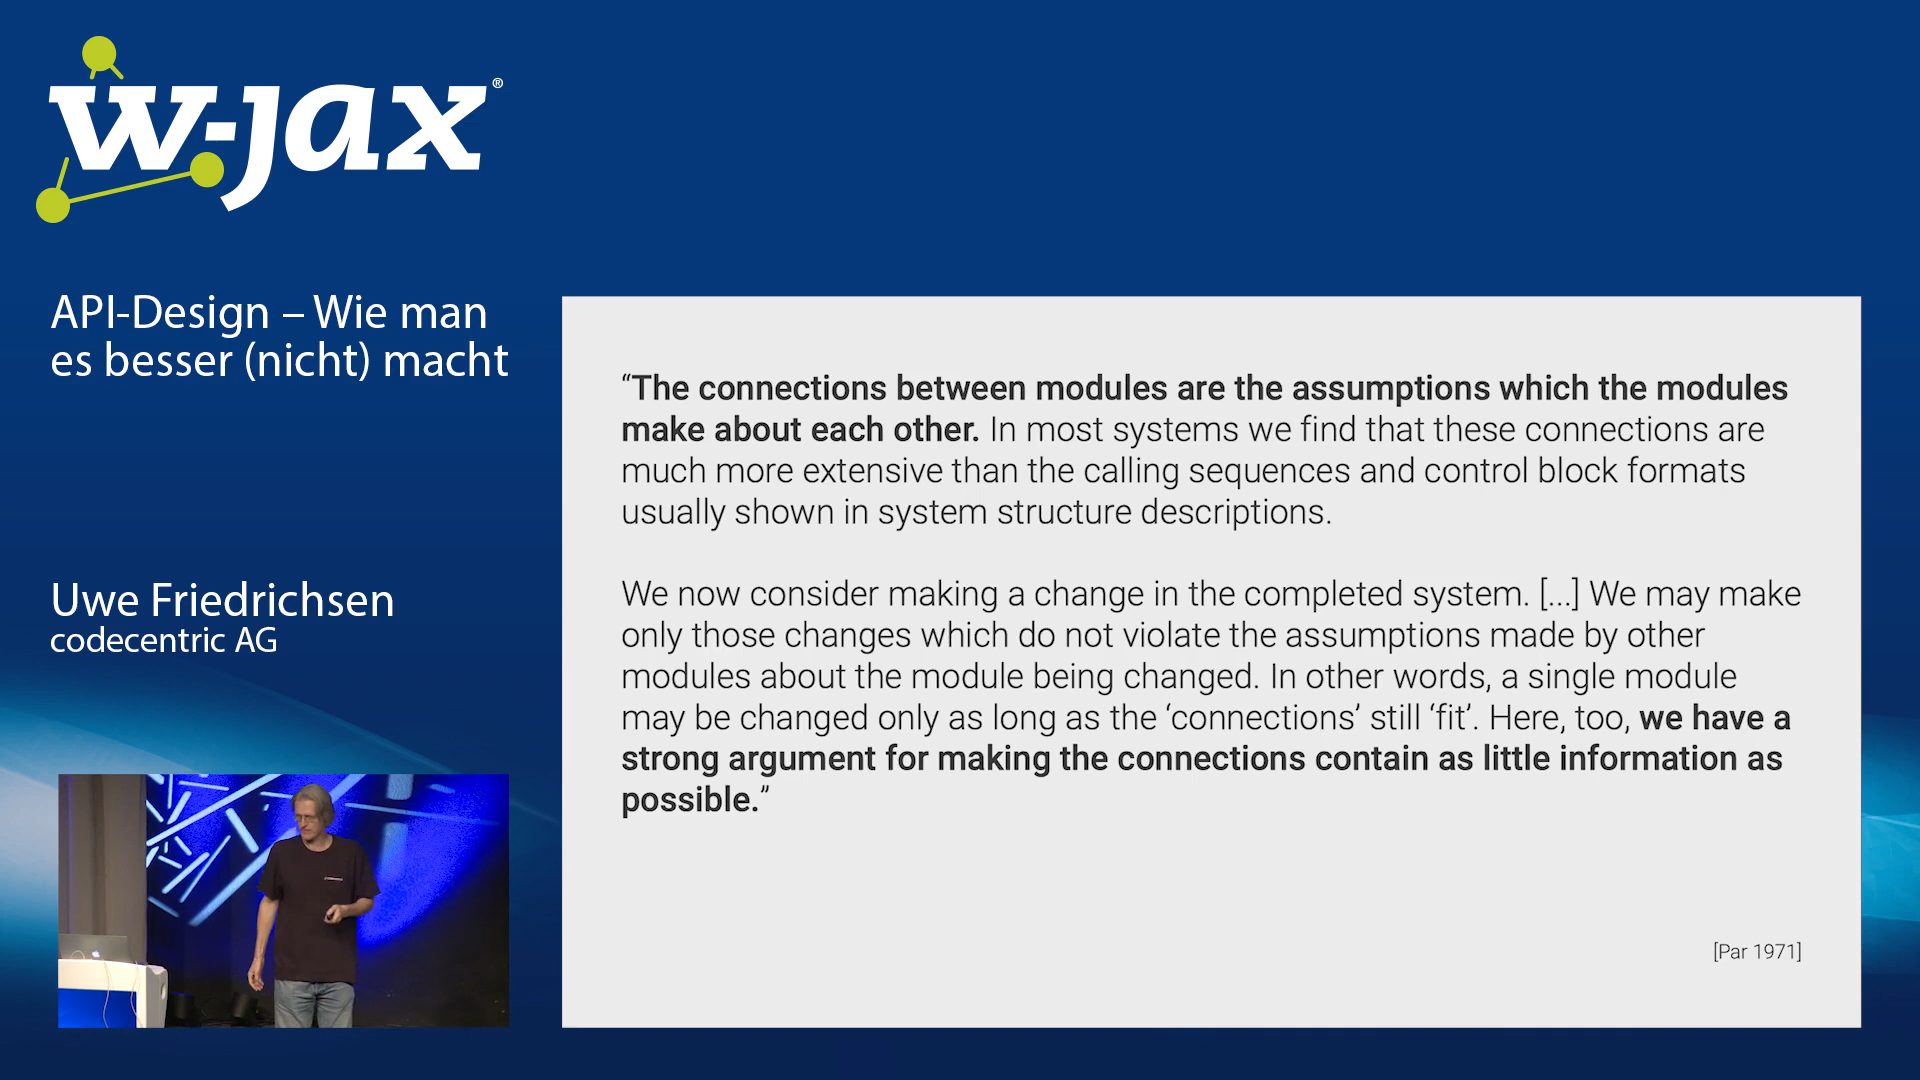 w-jax®
API-Design – Wie man
es besser (nicht) macht
Uwe Friedrichsen
codecentric AG
“The connections between modules are the assumptions which the modules
make about each other. In most systems we find that these connections are
much more extensive than the calling sequences and control block formats
usually shown in system structure descriptions.
We now consider making a change in the completed system. [...] We may make
only those changes which do not violate the assumptions made by other
modules about the module being changed. In other words, a single module
may be changed only as long as the ‘connections’ still ‘fit’. Here, too, we have a
strong argument for making the connections contain as little information as
possible.”
[Par 1971]